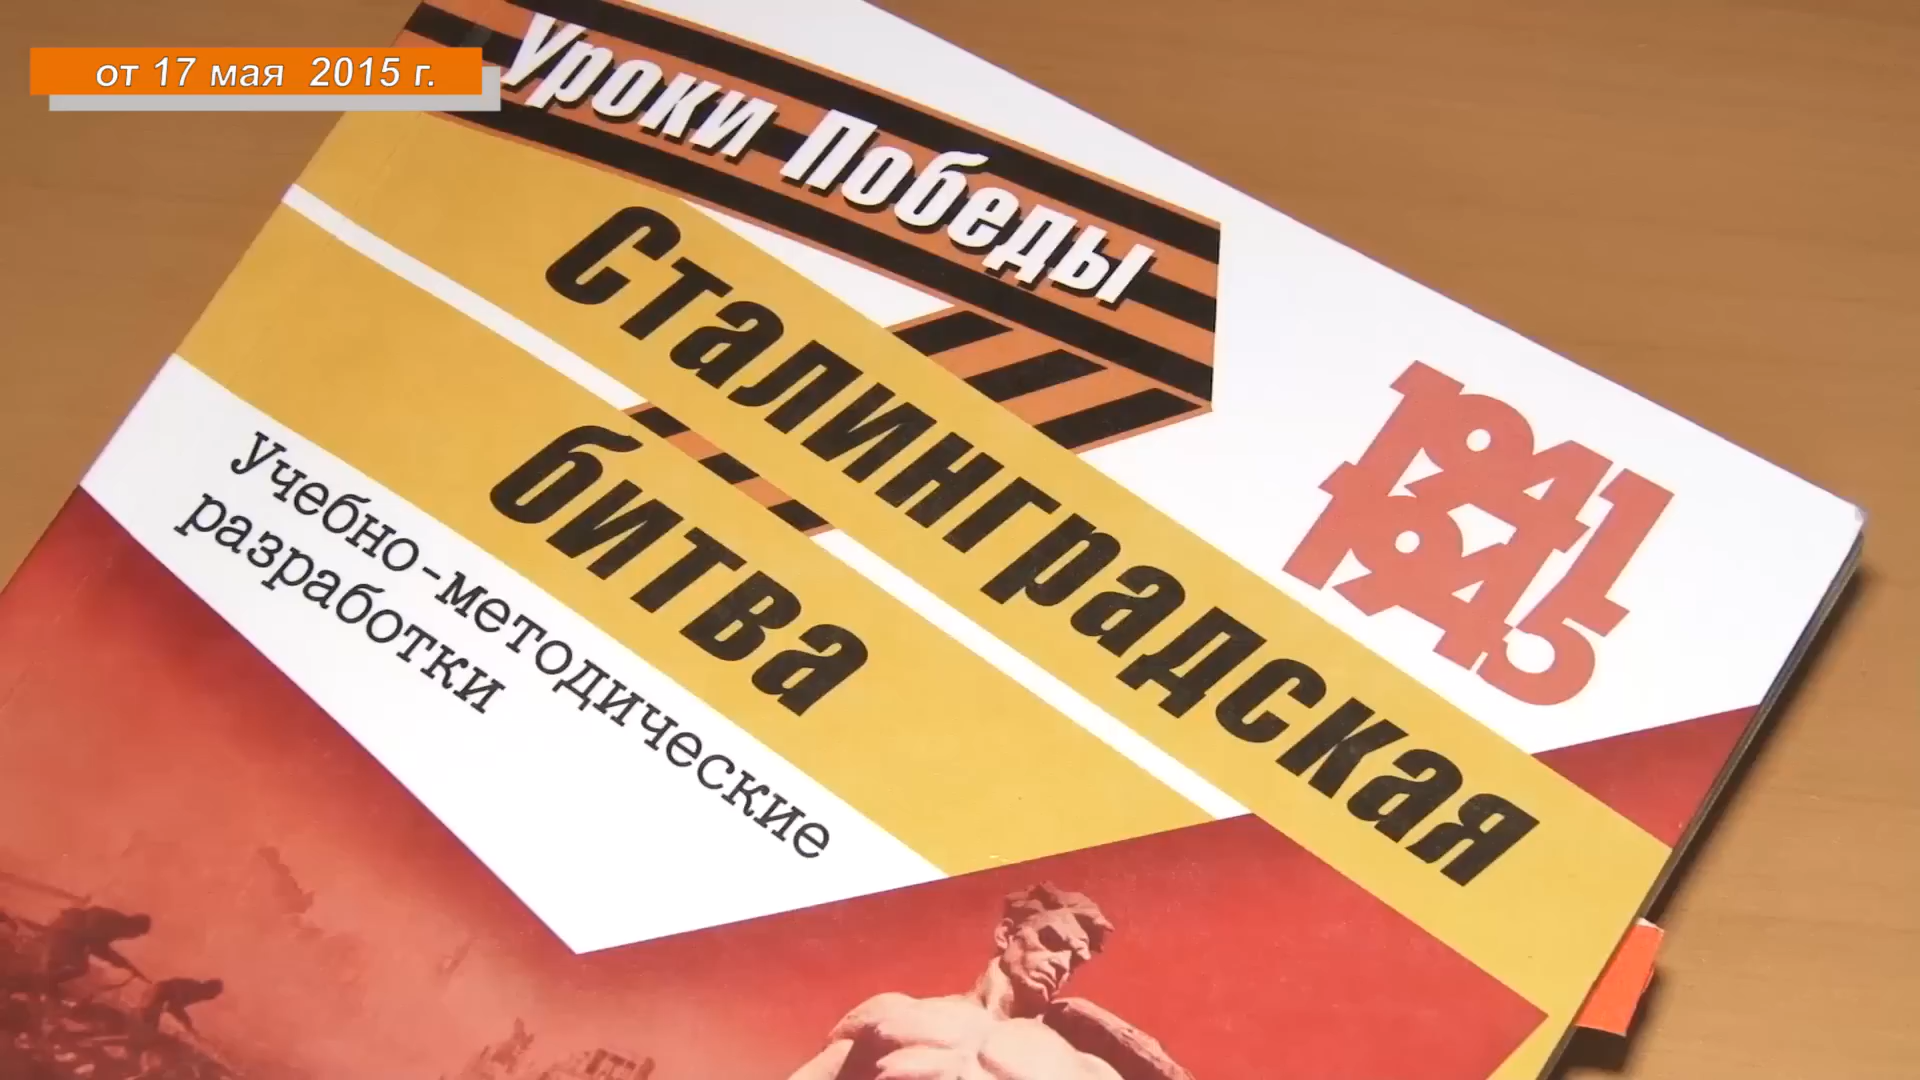 от 17 мая 2015 г.
Уроки Победы
Сталинградская
битва
1941
1945
учебно-методические
разработки